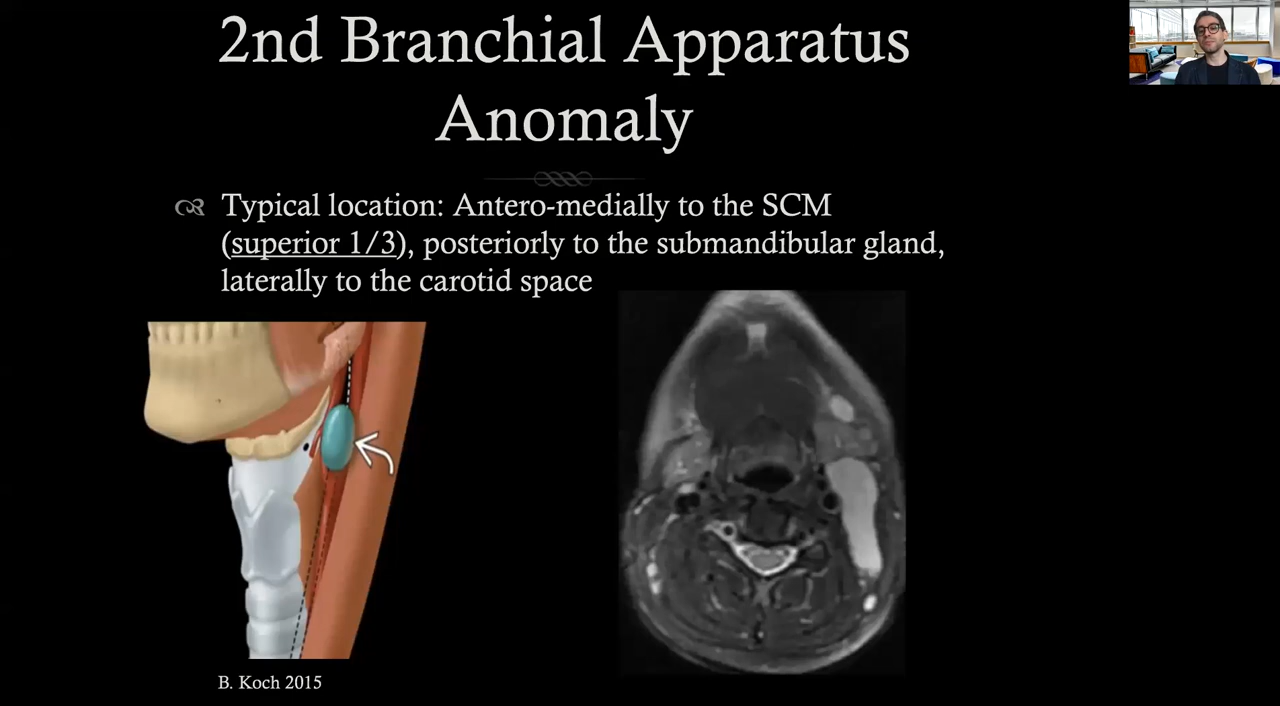 2nd Branchial Apparatus
Anomaly
Typical location: Antero-medially to the SCM
(superior 1/3), posteriorly to the submandibular gland,
laterally to the carotid space
B. Koch 2015